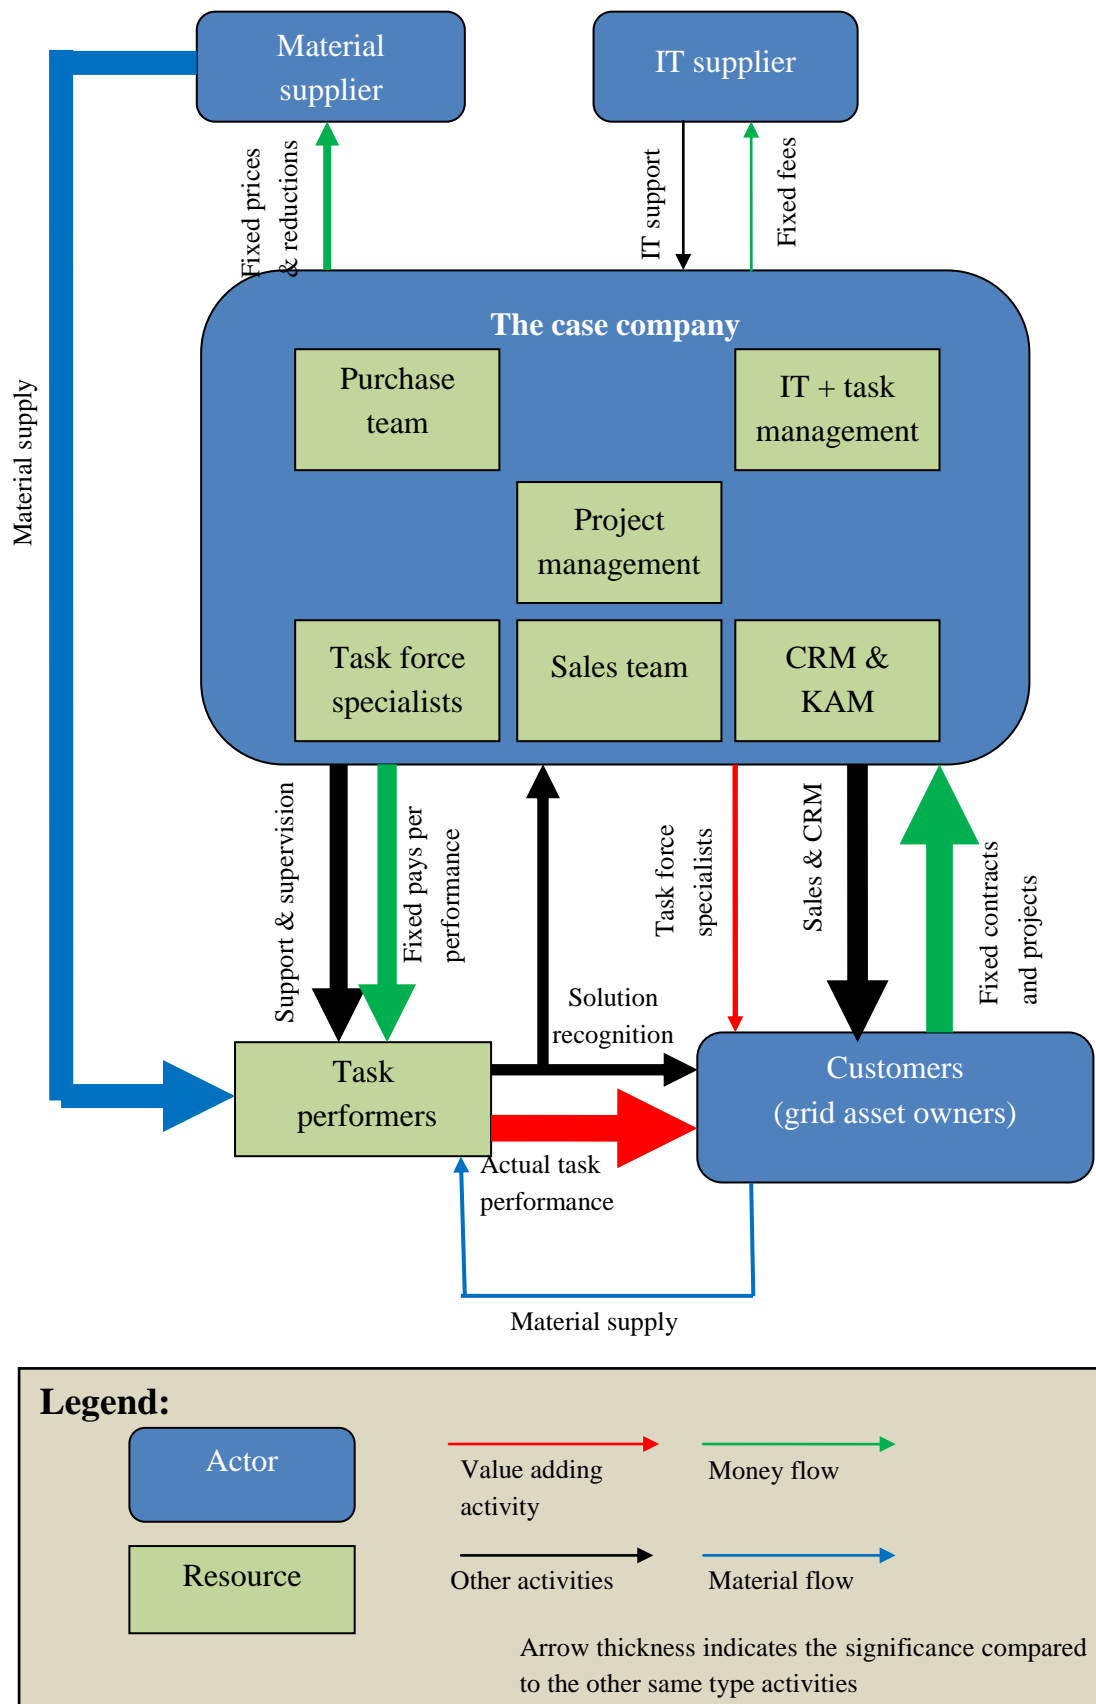 Material
supplier
IT supplier
Fixed prices
& reductions
IT support
Fixed fees
Material supply
The case company
Purchase
team
IT + task
management
Project
management
Task force
specialists
Sales team
CRM &
KAM
Support & supervision
Fixed pays per
performance
Task force
specialists
Sales & CRM
Fixed contracts
and projects
Solution
recognition
Task
performers
Customers
(grid asset owners)
Actual task
performance
Material supply
Legend:
Actor
Value adding
activity
Money flow
Resource
Other activities
Material flow
Arrow thickness indicates the significance compared
to the other same type activities